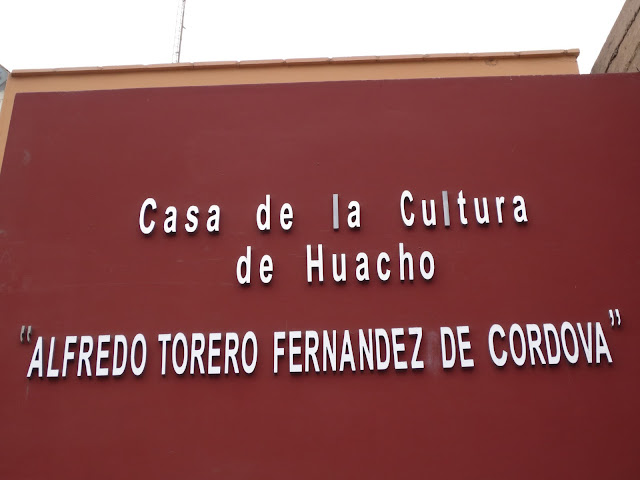 Casa de la Cultura
de Huacho
"ALFREDO TORERO FERNANDEZ DE CORDOVA"